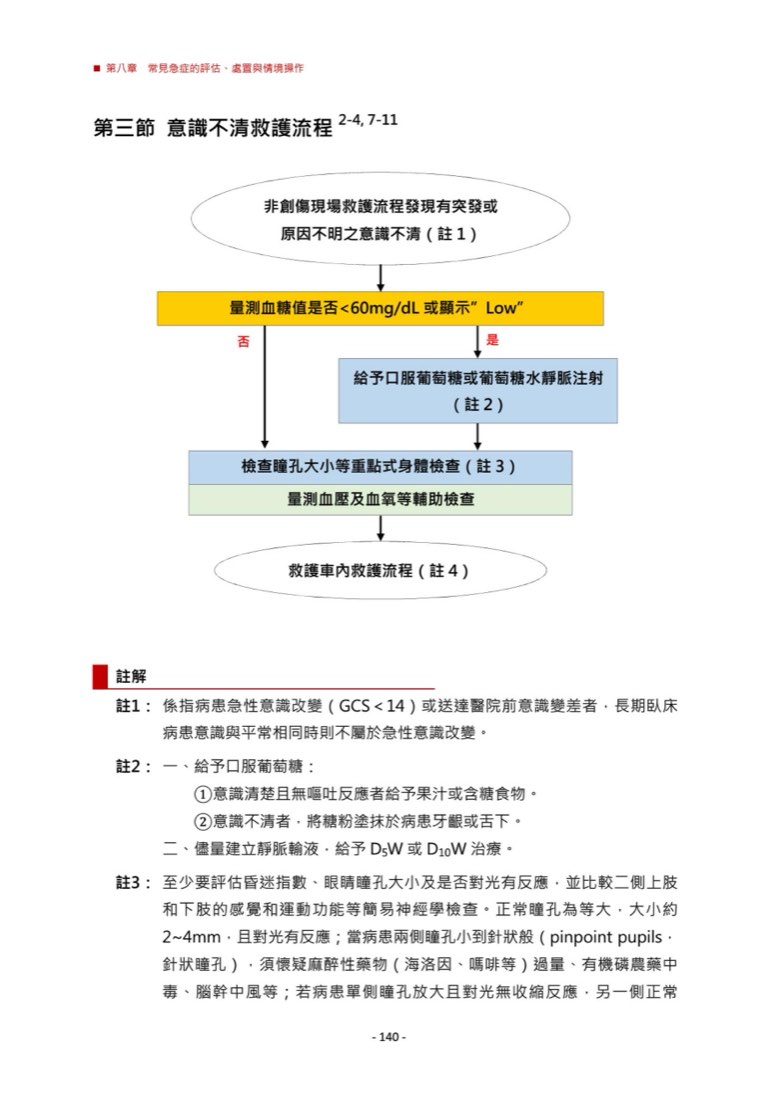 ■ 第八章　常見急症的評估、處置與情境操作
第三節 意識不清救護流程 2-4, 7-11
非創傷現場救護流程發現有突發或
原因不明之意識不清（註 1）
量測血糖值是否<60mg/dL 或顯示” Low”
否
是
給予口服葡萄糖或葡萄糖水靜脈注射
（註 2）
檢查瞳孔大小等重點式身體檢查（註 3）
量測血壓及血氧等輔助檢查
救護車內救護流程（註 4）
註解
註1： 係指病患急性意識改變（GCS＜14）或送達醫院前意識變差者，長期臥床
病患意識與平常相同時則不屬於急性意識改變。
註2： 一、給予口服葡萄糖：
①意識清楚且無嘔吐反應者給予果汁或含糖食物。
②意識不清者，將糖粉塗抹於病患牙齦或舌下。
二、儘量建立靜脈輸液，給予 D₅W 或 D₁₀W 治療。
註3： 至少要評估昏迷指數、眼睛瞳孔大小及是否對光有反應，並比較二側上肢
和下肢的感覺和運動功能等簡易神經學檢查。正常瞳孔為等大，大小約
2~4mm，且對光有反應；當病患兩側瞳孔小到針狀般（pinpoint pupils，
針狀瞳孔），須懷疑麻醉性藥物（海洛因、嗎啡等）過量、有機磷農藥中
毒、腦幹中風等；若病患單側瞳孔放大且對光無收縮反應，另一側正常
- 140 -